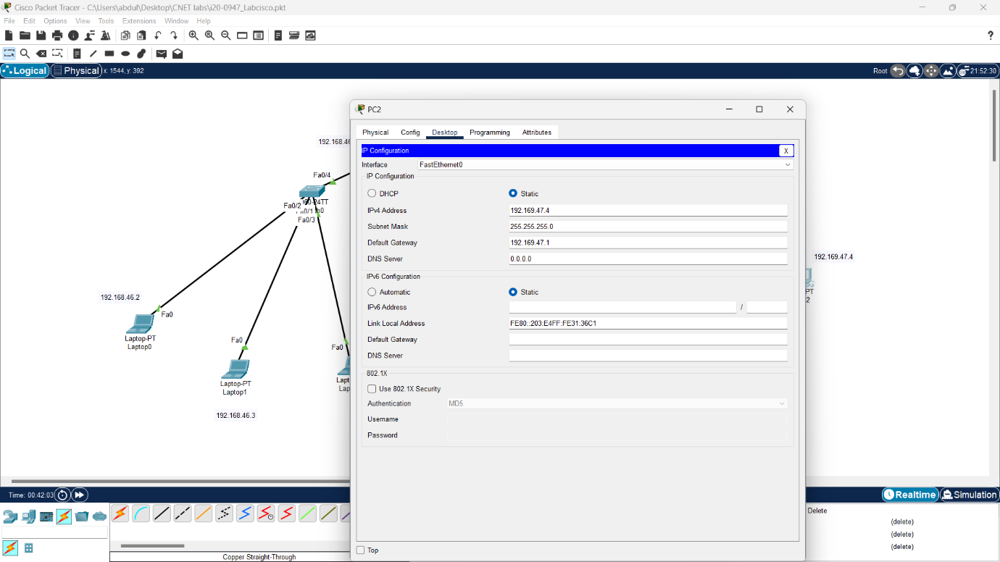 Cisco Packet Tracer - C:\Users\abdul\Desktop\CNET labs\i20-0947_Labcisco.pkt
File Edit Options View Tools Extensions Window Help
?
Logical Physical x: 1544, y: 392
Root 21:52:30
PC2
Physical Config Desktop Programming Attributes
IP Configuration X
Interface FastEthernet0
IP Configuration
DHCP Static
IPv4 Address 192.169.47.4
Subnet Mask 255.255.255.0
Default Gateway 192.169.47.1
DNS Server 0.0.0.0
IPv6 Configuration
Automatic Static
IPv6 Address /
Link Local Address FE80::203:E4FF:FE31:36C1
Default Gateway
DNS Server
802.1X
Use 802.1X Security
Authentication MD5
Username
Password
Top
192.168.46
Fa0/4
Fa0/2
Fa0/3
192.168.46.2
Fa0
Laptop-PT
Laptop0
Fa0
Laptop-PT
Laptop1
192.168.46.3
Fa0
192.169.47.4
Time: 00:42:03
Realtime Simulation
Copper Straight-Through
Delete
(delete)
(delete)
(delete)